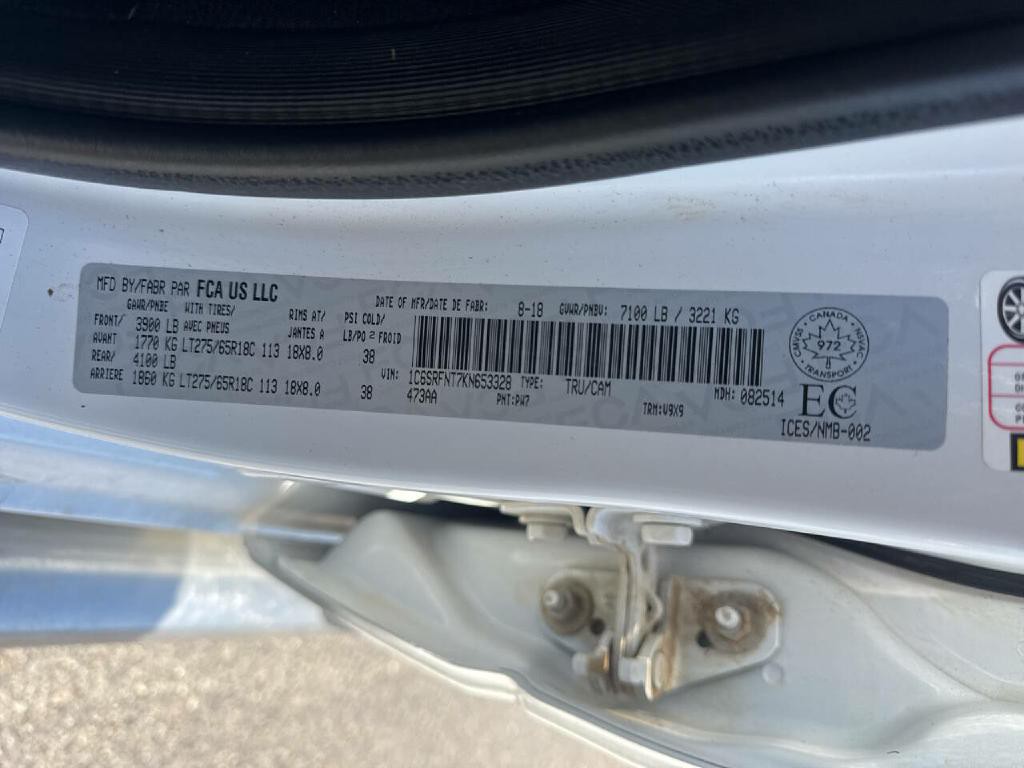 MFD BY/FABR PAR FCA US LLC
DATE OF MFR/DATE DE FABR: 8-18 GVWR/PNBV: 7100 LB / 3221 KG
GAWR/PNBE WITH TIRES/ RIMS AT/ PSI COLD/
FRONT/ 3900 LB AVEC PNEUS JANTES A LB/PO² FROID
AVANT 1770 KG LT275/65R18C 113 18X8.0 38
REAR/ 4100 LB
ARRIERE 1860 KG LT275/65R18C 113 18X8.0 38
VIN: 1C6SRFNT7KN653328 TYPE: TRU/CAM MDH: 082514
473AA PNT:PW7 TRM:V9X9
CANADA
972
TRANSPORT
EC
ICES/NMB-002